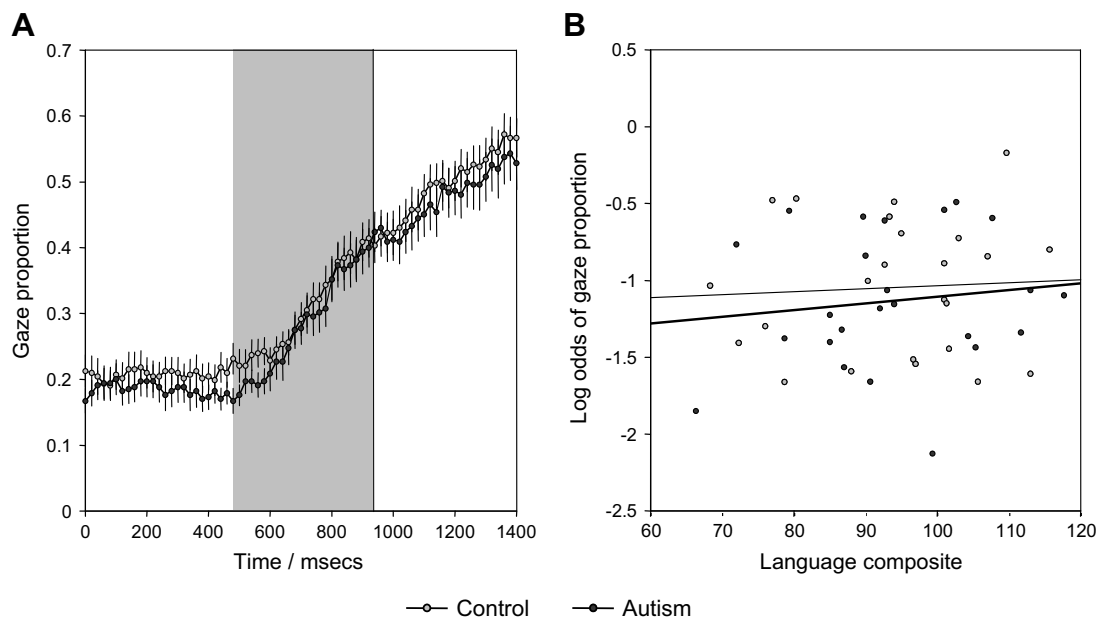 A
Gaze proportion
0.7
0.6
0.5
0.4
0.3
0.2
0.1
0
0 200 400 600 800 1000 1200 1400
Time / msecs
B
Log odds of gaze proportion
0.5
0
-0.5
-1
-1.5
-2
-2.5
60 70 80 90 100 110 120
Language composite
Control Autism